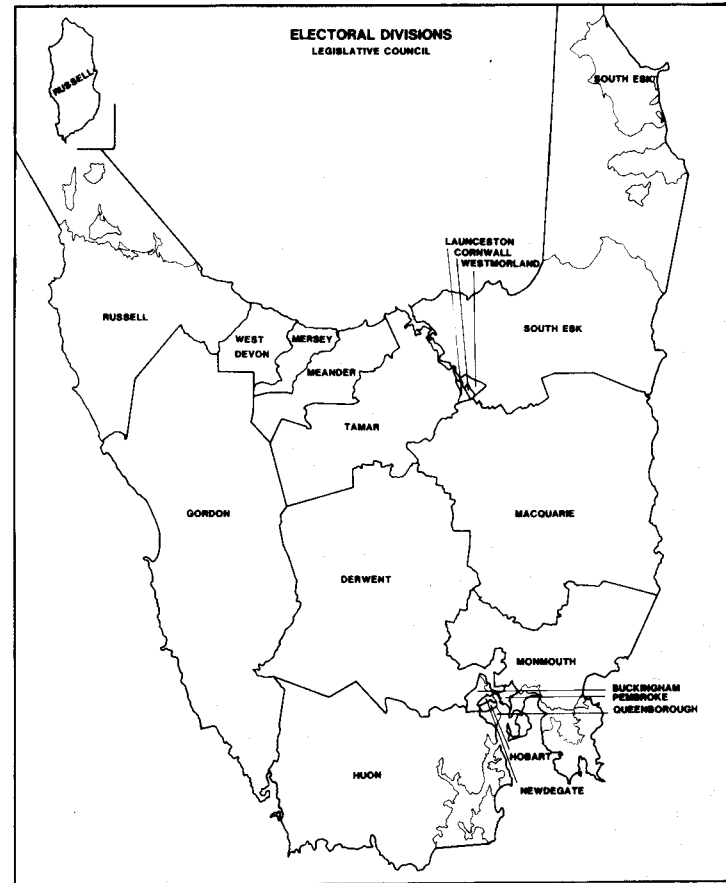 ELECTORAL DIVISIONS
LEGISLATIVE COUNCIL
RUSSELL
SOUTH ESK
LAUNCESTON
CORNWALL
WESTMORLAND
RUSSELL
WEST
DEVON
MERSEY
MEANDER
SOUTH ESK
TAMAR
GORDON
MACQUARIE
DERWENT
MONMOUTH
BUCKINGHAM
PEMBROKE
QUEENBOROUGH
HOBART
HUON
NEWDEGATE